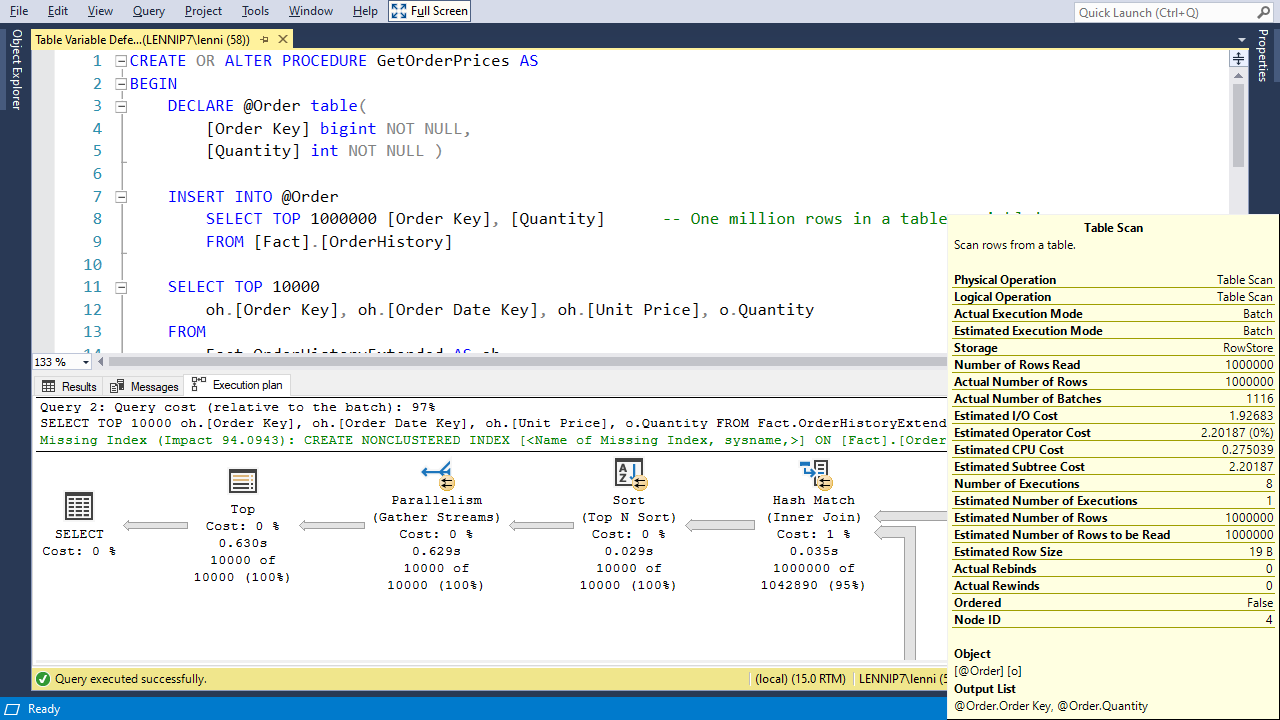 File Edit View Query Project Tools Window Help Full Screen
Quick Launch (Ctrl+Q)
Object Explorer
Properties
Table Variable Defe...(LENNIP7\lenni (58))
1 CREATE OR ALTER PROCEDURE GetOrderPrices AS
2 BEGIN
3 DECLARE @Order table(
4 [Order Key] bigint NOT NULL,
5 [Quantity] int NOT NULL )
6
7 INSERT INTO @Order
8 SELECT TOP 1000000 [Order Key], [Quantity] -- One million rows in a table
9 FROM [Fact].[OrderHistory]
10
11 SELECT TOP 10000
12 oh.[Order Key], oh.[Order Date Key], oh.[Unit Price], o.Quantity
13 FROM
14 Fact.OrderHistoryExtended AS oh
133 %
Results Messages Execution plan
Query 2: Query cost (relative to the batch): 97%
SELECT TOP 10000 oh.[Order Key], oh.[Order Date Key], oh.[Unit Price], o.Quantity FROM Fact.OrderHistoryExtend
Missing Index (Impact 94.0943): CREATE NONCLUSTERED INDEX [<Name of Missing Index, sysname,>] ON [Fact].[Order
SELECT
Cost: 0 %
Top
Cost: 0 %
0.630s
10000 of
10000 (100%)
Parallelism
(Gather Streams)
Cost: 0 %
0.629s
10000 of
10000 (100%)
Sort
(Top N Sort)
Cost: 0 %
0.029s
10000 of
10000 (100%)
Hash Match
(Inner Join)
Cost: 1 %
0.035s
1000000 of
1042890 (95%)
Table Scan
Scan rows from a table.
Physical Operation Table Scan
Logical Operation Table Scan
Actual Execution Mode Batch
Estimated Execution Mode Batch
Storage RowStore
Number of Rows Read 1000000
Actual Number of Rows 1000000
Actual Number of Batches 1116
Estimated I/O Cost 1.92683
Estimated Operator Cost 2.20187 (0%)
Estimated CPU Cost 0.275039
Estimated Subtree Cost 2.20187
Number of Executions 8
Estimated Number of Executions 1
Estimated Number of Rows 1000000
Estimated Number of Rows to be Read 1000000
Estimated Row Size 19 B
Actual Rebinds 0
Actual Rewinds 0
Ordered False
Node ID 4
Object
[@Order] [o]
Output List
@Order.Order Key, @Order.Quantity
Query executed successfully.
(local) (15.0 RTM)
LENNIP7\lenni (5
Ready